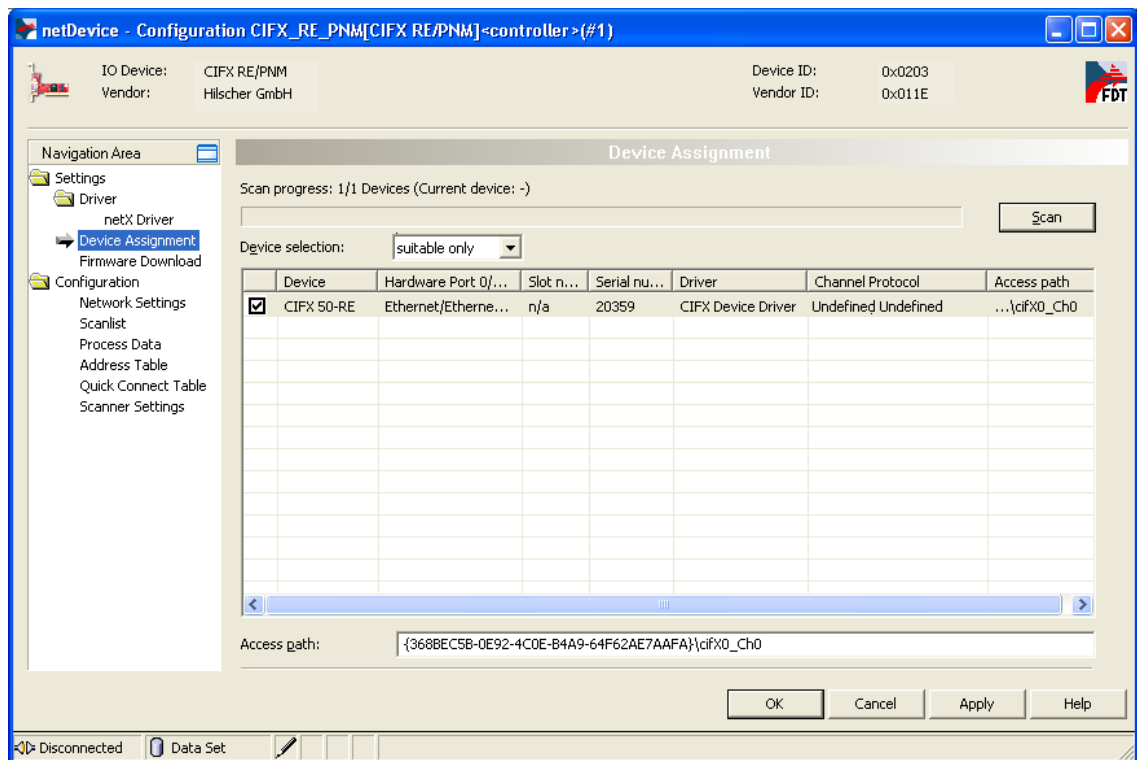 netDevice - Configuration CIFX_RE_PNM[CIFX RE/PNM]<controller>(#1)
IO Device: CIFX RE/PNM Device ID: 0x0203
Vendor: Hilscher GmbH Vendor ID: 0x011E
FDT
Navigation Area
Settings
Driver
netX Driver
Device Assignment
Firmware Download
Configuration
Network Settings
Scanlist
Process Data
Address Table
Quick Connect Table
Scanner Settings
Device Assignment
Scan progress: 1/1 Devices (Current device: -)
Scan
Device selection: suitable only
Device Hardware Port 0/... Slot n... Serial nu... Driver Channel Protocol Access path
CIFX 50-RE Ethernet/Etherne... n/a 20359 CIFX Device Driver Undefined Undefined ...\cifX0_Ch0
Access path: {368BEC5B-0E92-4C0E-B4A9-64F62AE7AAFA}\cifX0_Ch0
OK Cancel Apply Help
Disconnected Data Set